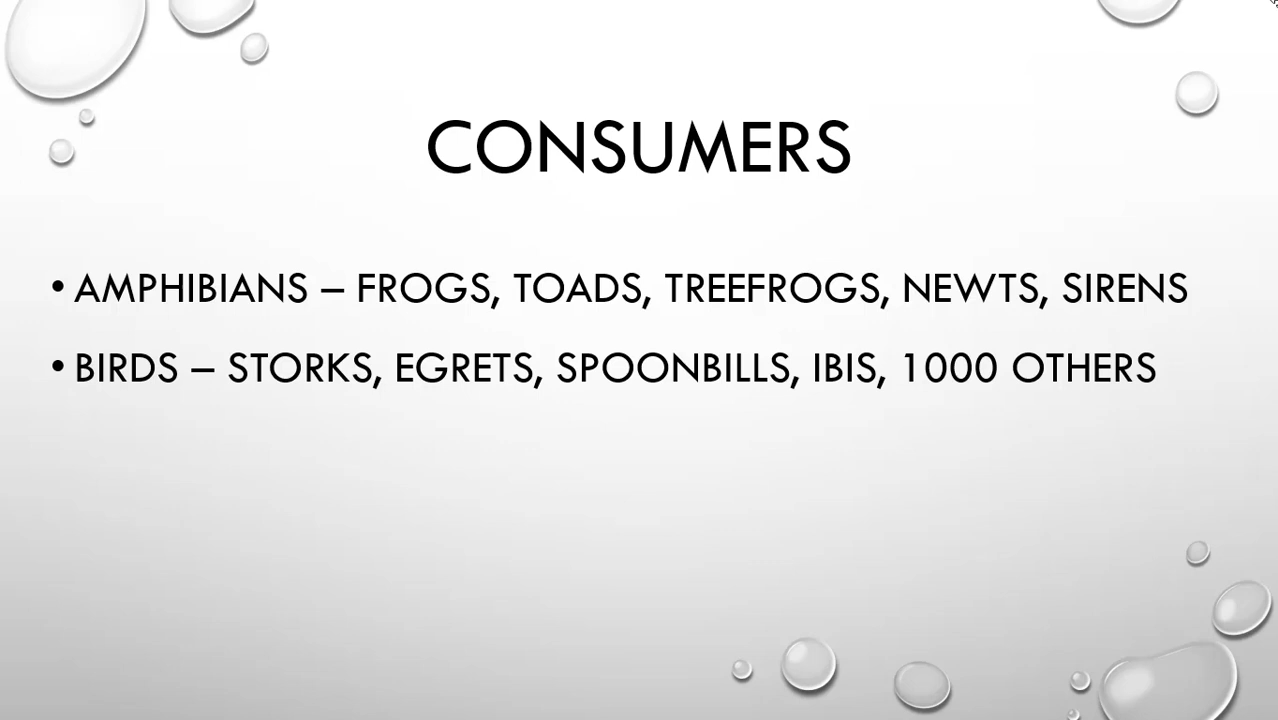 CONSUMERS
• AMPHIBIANS – FROGS, TOADS, TREEFROGS, NEWTS, SIRENS
• BIRDS – STORKS, EGRETS, SPOONBILLS, IBIS, 1000 OTHERS